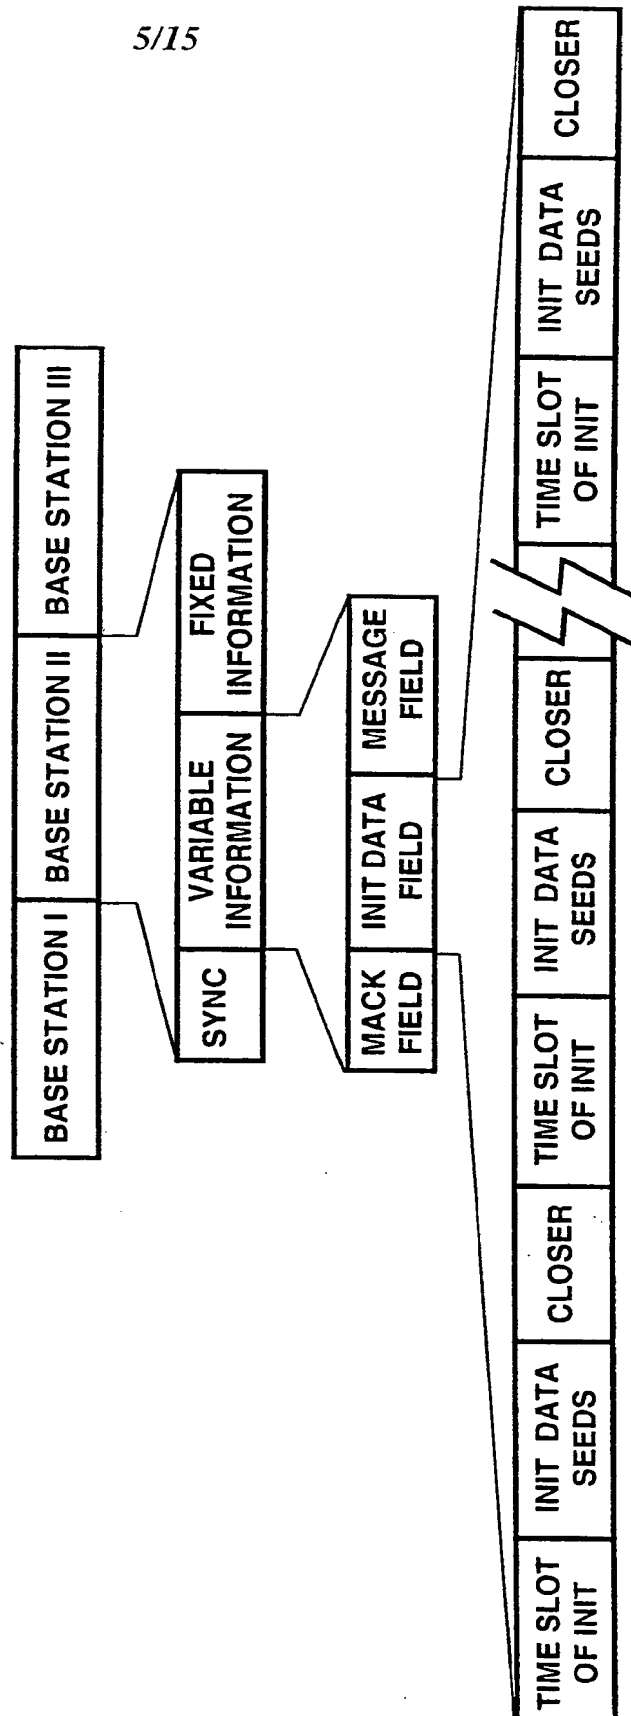 5/15
BASE STATION I
BASE STATION II
BASE STATION III
SYNC
VARIABLE
INFORMATION
FIXED
INFORMATION
MACK
FIELD
INIT DATA
FIELD
MESSAGE
FIELD
TIME SLOT
OF INIT
INIT DATA
SEEDS
CLOSER
TIME SLOT
OF INIT
INIT DATA
SEEDS
CLOSER
TIME SLOT
OF INIT
INIT DATA
SEEDS
CLOSER